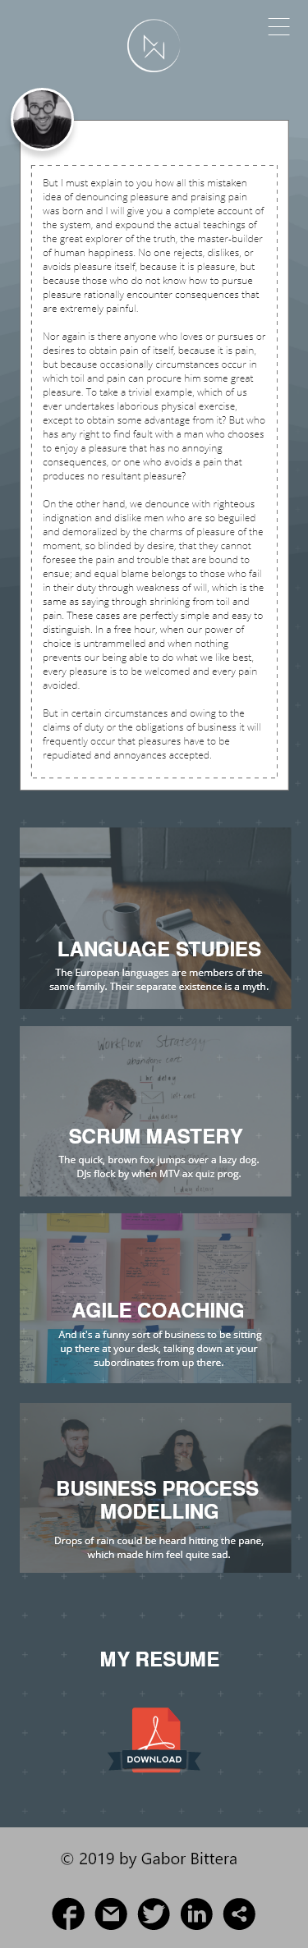 But I must explain to you how all this mistaken
idea of denouncing pleasure and praising pain
was born and I will give you a complete account of
the system, and expound the actual teachings of
the great explorer of the truth, the master-builder
of human happiness. No one rejects, dislikes, or
avoids pleasure itself, because it is pleasure, but
because those who do not know how to pursue
pleasure rationally encounter consequences that
are extremely painful.
Nor again is there anyone who loves or pursues or
desires to obtain pain of itself, because it is pain,
but because occasionally circumstances occur in
which toil and pain can procure him some great
pleasure. To take a trivial example, which of us
ever undertakes laborious physical exercise,
except to obtain some advantage from it? But who
has any right to find fault with a man who chooses
to enjoy a pleasure that has no annoying
consequences, or one who avoids a pain that
produces no resultant pleasure?
On the other hand, we denounce with righteous
indignation and dislike men who are so beguiled
and demoralized by the charms of pleasure of the
moment, so blinded by desire, that they cannot
foresee the pain and trouble that are bound to
ensue; and equal blame belongs to those who fail
in their duty through weakness of will, which is the
same as saying through shrinking from toil and
pain. These cases are perfectly simple and easy to
distinguish. In a free hour, when our power of
choice is untrammelled and when nothing
prevents our being able to do what we like best,
every pleasure is to be welcomed and every pain
avoided.
But in certain circumstances and owing to the
claims of duty or the obligations of business it will
frequently occur that pleasures have to be
repudiated and annoyances accepted.
LANGUAGE STUDIES
The European languages are members of the
same family. Their separate existence is a myth.
Workflow Strategy
abandoned cart
SCRUM MASTERY
The quick, brown fox jumps over a lazy dog.
DJs flock by when MTV ax quiz prog.
AGILE COACHING
And it's a funny sort of business to be sitting
up there at your desk, talking down at your
subordinates from up there.
BUSINESS PROCESS
MODELLING
Drops of rain could be heard hitting the pane,
which made him feel quite sad.
MY RESUME
DOWNLOAD
© 2019 by Gabor Bittera